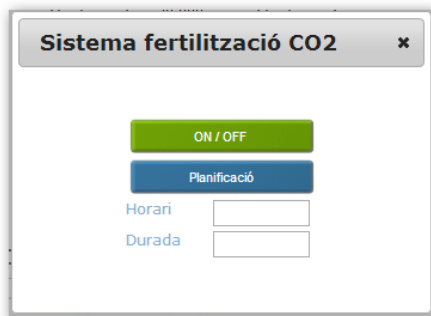 Sistema fertilització CO2
ON / OFF
Planificació
Horari
Durada